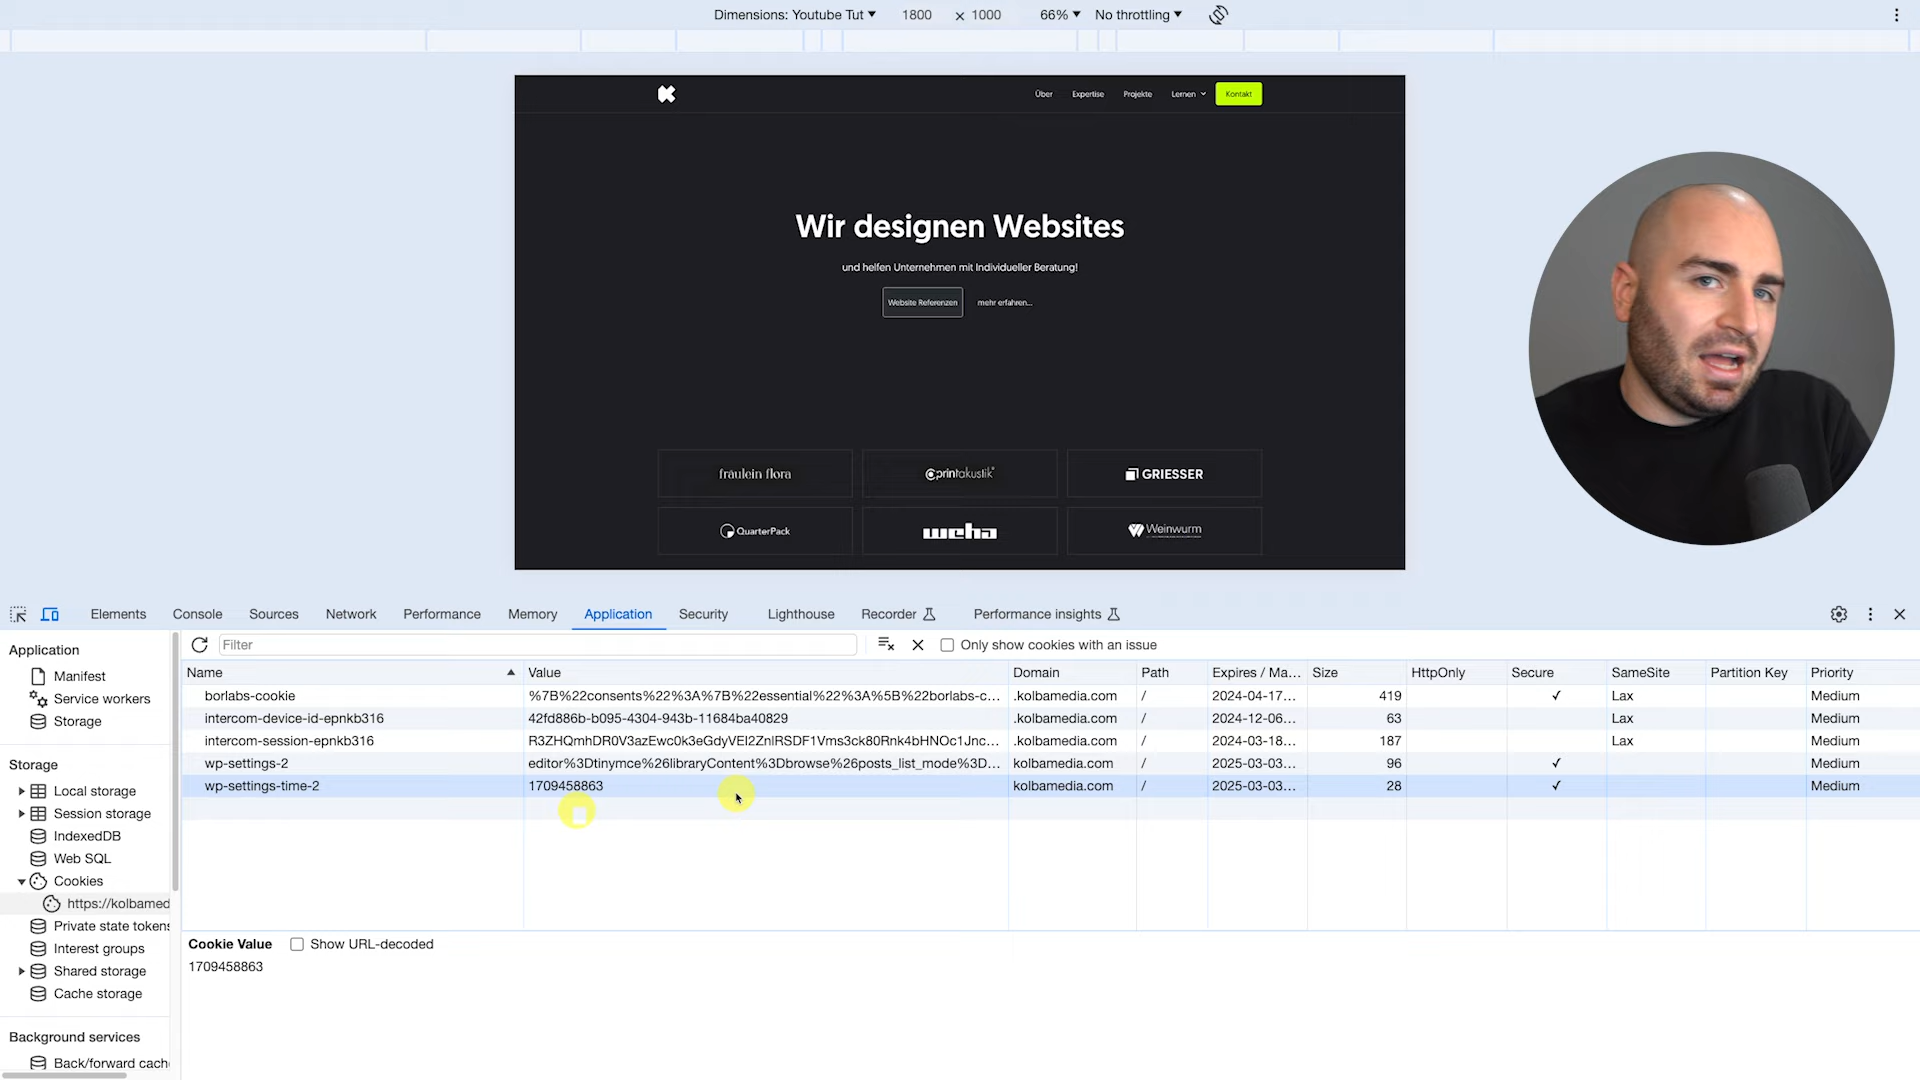 Dimensions: Youtube Tut 1800 × 1000 66% No throttling
Über Expertise Projekte Lernen Kontakt
Wir designen Websites
und helfen Unternehmen mit Individueller Beratung!
Website Referenzen mehr erfahren...
fräulein flora printakustik GRIESSER
QuarterPack weha Weinwurm
Elements Console Sources Network Performance Memory Application Security Lighthouse Recorder Performance insights
Application
Manifest
Service workers
Storage
Storage
Local storage
Session storage
IndexedDB
Web SQL
Cookies
https://kolbamed
Private state tokens
Interest groups
Shared storage
Cache storage
Background services
Back/forward cach
Filter Only show cookies with an issue
Name Value Domain Path Expires / Ma... Size HttpOnly Secure SameSite Partition Key Priority
borlabs-cookie %7B%22consents%22%3A%7B%22essential%22%3A%5B%22borlabs-c... .kolbamedia.com / 2024-04-17... 419 ✓ Lax Medium
intercom-device-id-epnkb316 42fd886b-b095-4304-943b-11684ba40829 .kolbamedia.com / 2024-12-06... 63 Lax Medium
intercom-session-epnkb316 .kolbamedia.com / 2024-03-18... 187 Lax Medium
wp-settings-2 editor%3Dtinymce%26libraryContent%3Dbrowse%26posts_list_mode%3D... kolbamedia.com / 2025-03-03... 96 ✓ Medium
wp-settings-time-2 1709458863 kolbamedia.com / 2025-03-03... 28 ✓ Medium
Cookie Value Show URL-decoded
1709458863